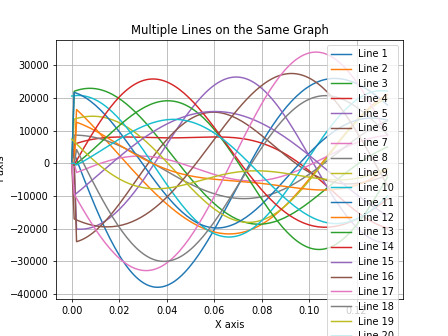 Multiple Lines on the Same Graph
30000
20000
10000
0
−10000
−20000
−30000
−40000
0.00
0.02
0.04
0.06
0.08
0.10
X axis
Line 1
Line 2
Line 3
Line 4
Line 5
Line 6
Line 7
Line 8
Line 9
Line 10
Line 11
Line 12
Line 13
Line 14
Line 15
Line 16
Line 17
Line 18
Line 19
Line 20